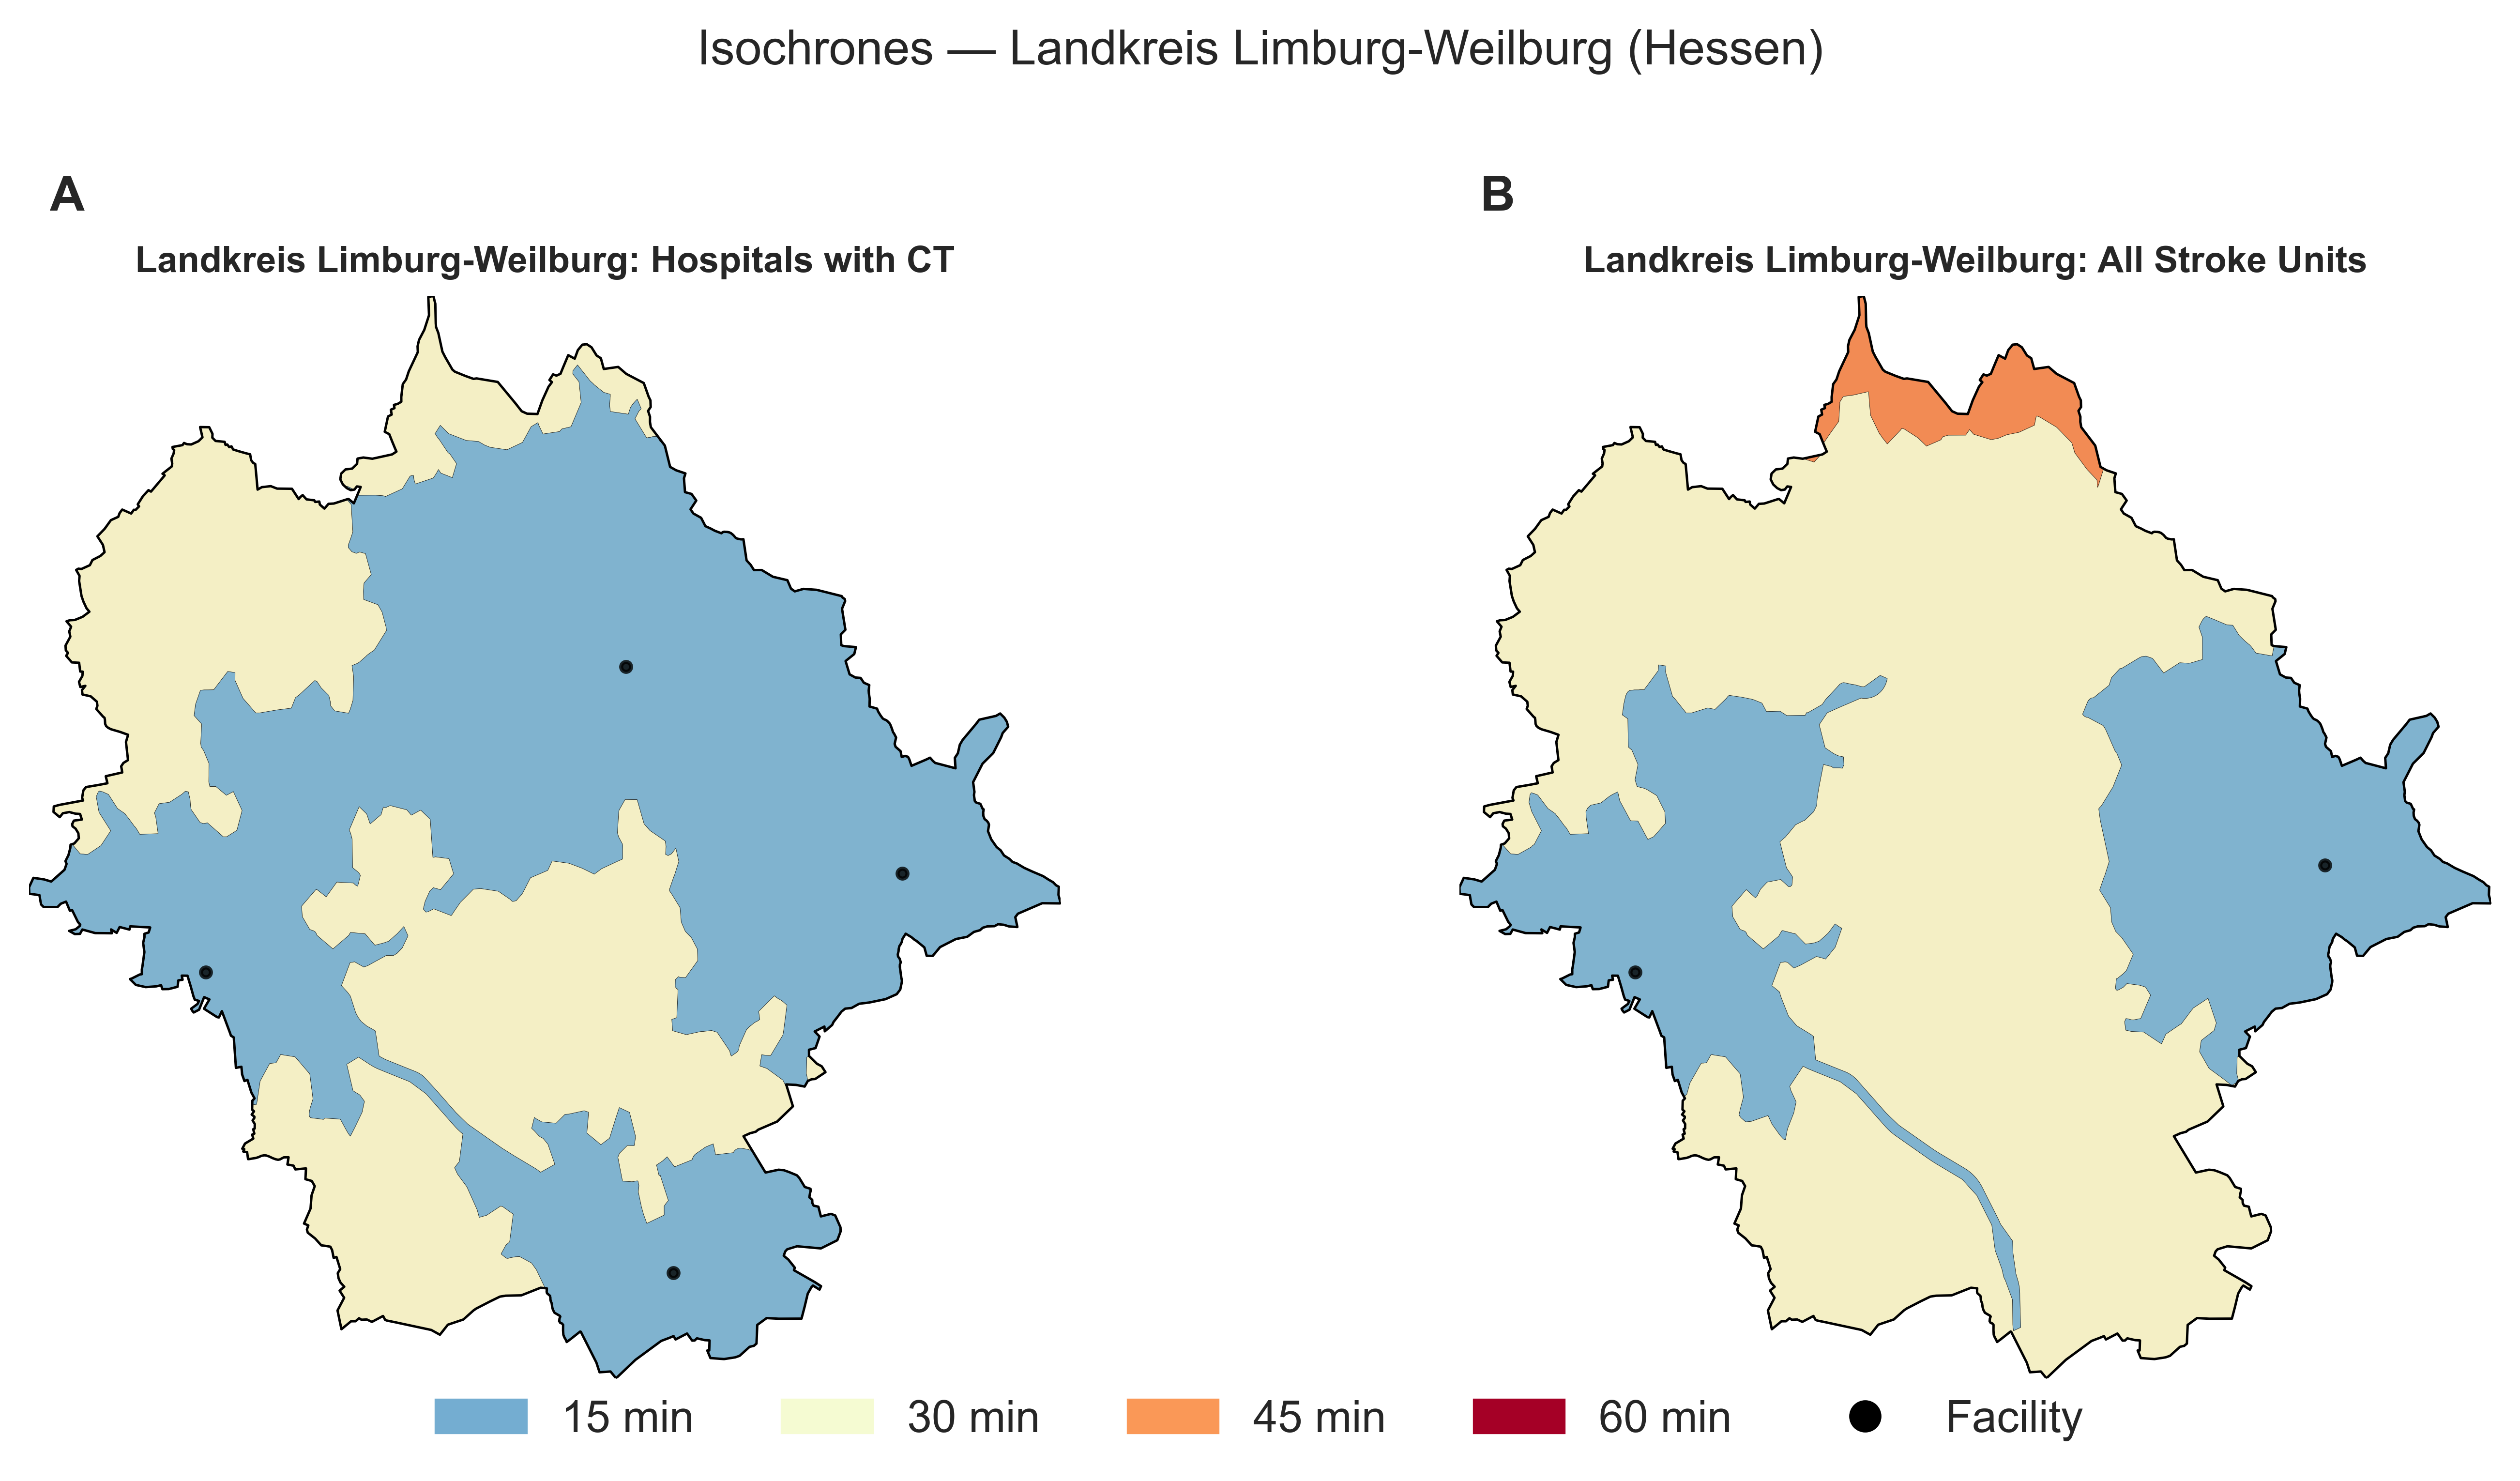 Isochrones — Landkreis Limburg-Weilburg (Hessen)
A
Landkreis Limburg-Weilburg: Hospitals with CT
B
Landkreis Limburg-Weilburg: All Stroke Units
15 min
30 min
45 min
60 min
Facility